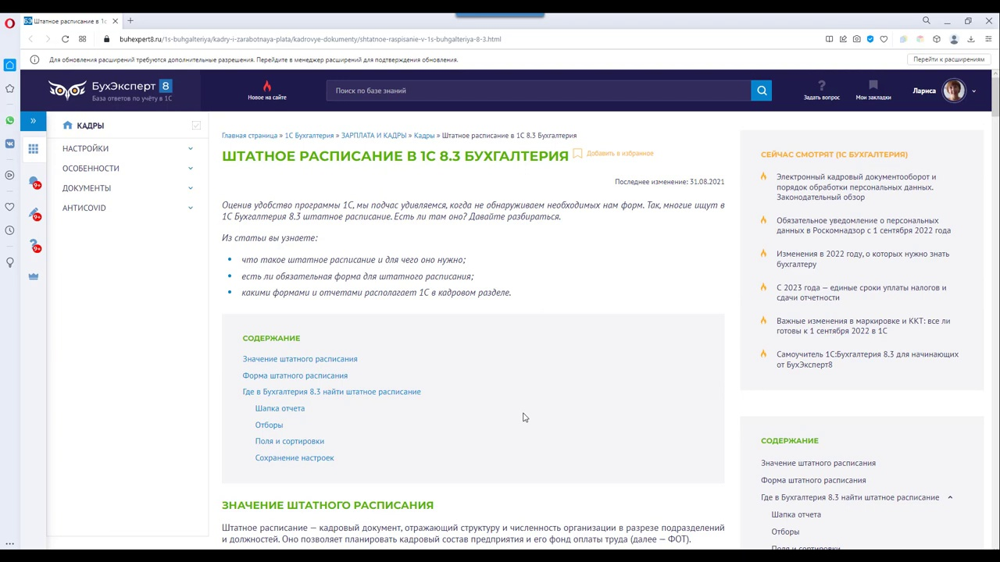 Штатное расписание в 1с
buhexpert8.ru/1s-buhgalteriya/kadry-i-zarabotnaya-plata/kadrovye-dokumenty/shtatnoe-raspisanie-v-1s-buhgalteriya-8-3.html
Для обновления расширений требуются дополнительные разрешения. Перейдите в менеджер расширений для подтверждения обновления.
Перейти к расширениям
БухЭксперт 8
База ответов по учёту в 1С
Новое на сайте
Поиск по базе знаний
Задать вопрос
Мои закладки
Лариса
КАДРЫ
НАСТРОЙКИ
ОСОБЕННОСТИ
ДОКУМЕНТЫ
АНТИCOVID
9+
9+
9+
Главная страница » 1С Бухгалтерия » ЗАРПЛАТА И КАДРЫ » Кадры » Штатное расписание в 1С 8.3 Бухгалтерия
ШТАТНОЕ РАСПИСАНИЕ В 1С 8.3 БУХГАЛТЕРИЯ
Добавить в избранное
Последнее изменение: 31.08.2021
Оценив удобство программы 1С, мы подчас удивляемся, когда не обнаруживаем необходимых нам форм. Так, многие ищут в
1С Бухгалтерия 8.3 штатное расписание. Есть ли там оно? Давайте разбираться.
Из статьи вы узнаете:
что такое штатное расписание и для чего оно нужно;
есть ли обязательная форма для штатного расписания;
какими формами и отчетами располагает 1С в кадровом разделе.
СОДЕРЖАНИЕ
Значение штатного расписания
Форма штатного расписания
Где в Бухгалтерия 8.3 найти штатное расписание
Шапка отчета
Отборы
Поля и сортировки
Сохранение настроек
ЗНАЧЕНИЕ ШТАТНОГО РАСПИСАНИЯ
Штатное расписание — кадровый документ, отражающий структуру и численность организации в разрезе подразделений
и должностей. Оно позволяет планировать кадровый состав предприятия и его фонд оплаты труда (далее — ФОТ).
СЕЙЧАС СМОТРЯТ (1С БУХГАЛТЕРИЯ)
Электронный кадровый документооборот и
порядок обработки персональных данных.
Законодательный обзор
Обязательное уведомление о персональных
данных в Роскомнадзор с 1 сентября 2022 года
Изменения в 2022 году, о которых нужно знать
бухгалтеру
С 2023 года — единые сроки уплаты налогов и
сдачи отчетности
Важные изменения в маркировке и ККТ: все ли
готовы к 1 сентября 2022 в 1С
Самоучитель 1С:Бухгалтерия 8.3 для начинающих
от БухЭксперт8
СОДЕРЖАНИЕ
Значение штатного расписания
Форма штатного расписания
Где в Бухгалтерия 8.3 найти штатное расписание
Шапка отчета
Отборы
Поля и сортировки